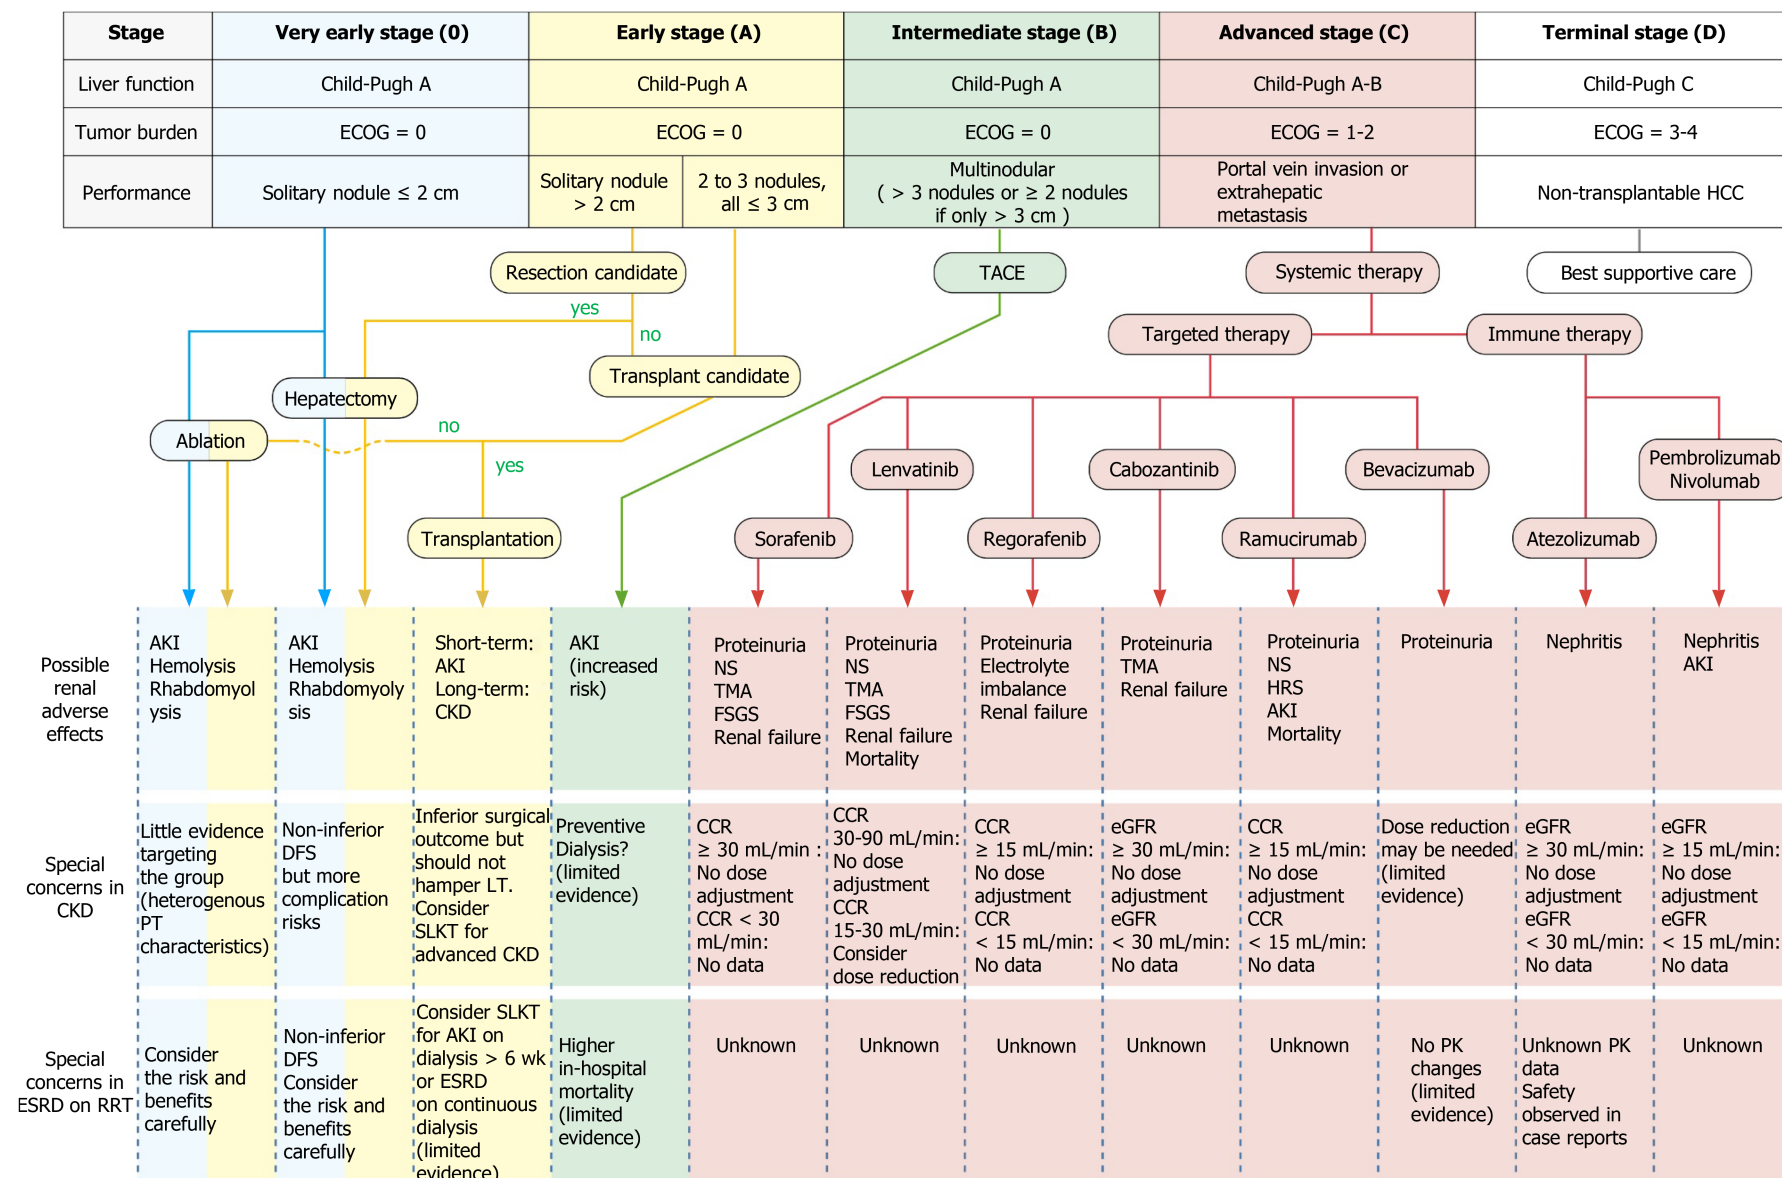 Stage
Very early stage (0)
Early stage (A)
Intermediate stage (B)
Advanced stage (C)
Terminal stage (D)
Liver function
Child-Pugh A
Child-Pugh A
Child-Pugh A
Child-Pugh A-B
Child-Pugh C
Tumor burden
ECOG = 0
ECOG = 0
ECOG = 0
ECOG = 1-2
ECOG = 3-4
Performance
Solitary nodule ≤ 2 cm
Solitary nodule
> 2 cm
2 to 3 nodules,
all ≤ 3 cm
Multinodular
( > 3 nodules or ≥ 2 nodules
if only > 3 cm )
Portal vein invasion or
extrahepatic
metastasis
Non-transplantable HCC
Resection candidate
TACE
Systemic therapy
Best supportive care
yes
no
Targeted therapy
Immune therapy
Transplant candidate
Hepatectomy
Ablation
no
yes
Lenvatinib
Cabozantinib
Bevacizumab
Pembrolizumab
Nivolumab
Transplantation
Sorafenib
Regorafenib
Ramucirumab
Atezolizumab
Possible
renal
adverse
effects
AKI
Hemolysis
Rhabdomyol
ysis
AKI
Hemolysis
Rhabdomyoly
sis
Short-term:
AKI
Long-term:
CKD
AKI
(increased
risk)
Proteinuria
NS
TMA
FSGS
Renal failure
Proteinuria
NS
TMA
FSGS
Renal failure
Mortality
Proteinuria
Electrolyte
imbalance
Renal failure
Proteinuria
TMA
Renal failure
Proteinuria
NS
HRS
AKI
Mortality
Proteinuria
Nephritis
Nephritis
AKI
Special
concerns in
CKD
Little evidence
targeting
the group
(heterogenous
PT
characteristics)
Non-inferior
DFS
but more
complication
risks
Inferior surgical
outcome but
should not
hamper LT.
Consider
SLKT for
advanced CKD
Preventive
Dialysis?
(limited
evidence)
CCR
≥ 30 mL/min :
No dose
adjustment
CCR < 30
mL/min:
No data
CCR
30-90 mL/min:
No dose
adjustment
CCR
15-30 mL/min:
Consider
dose reduction
CCR
≥ 15 mL/min:
No dose
adjustment
CCR
< 15 mL/min:
No data
eGFR
≥ 30 mL/min:
No dose
adjustment
eGFR
< 30 mL/min:
No data
CCR
≥ 15 mL/min:
No dose
adjustment
CCR
< 15 mL/min:
No data
Dose reduction
may be needed
(limited
evidence)
eGFR
≥ 30 mL/min:
No dose
adjustment
eGFR
< 30 mL/min:
No data
eGFR
≥ 15 mL/min:
No dose
adjustment
eGFR
< 15 mL/min:
No data
Special
concerns in
ESRD on RRT
Consider
the risk and
benefits
carefully
Non-inferior
DFS
Consider
the risk and
benefits
carefully
Consider SLKT
for AKI on
dialysis > 6 wk
or ESRD
on continuous
dialysis
(limited
evidence)
Higher
in-hospital
mortality
(limited
evidence)
Unknown
Unknown
Unknown
Unknown
Unknown
No PK
changes
(limited
evidence)
Unknown PK
data
Safety
observed in
case reports
Unknown